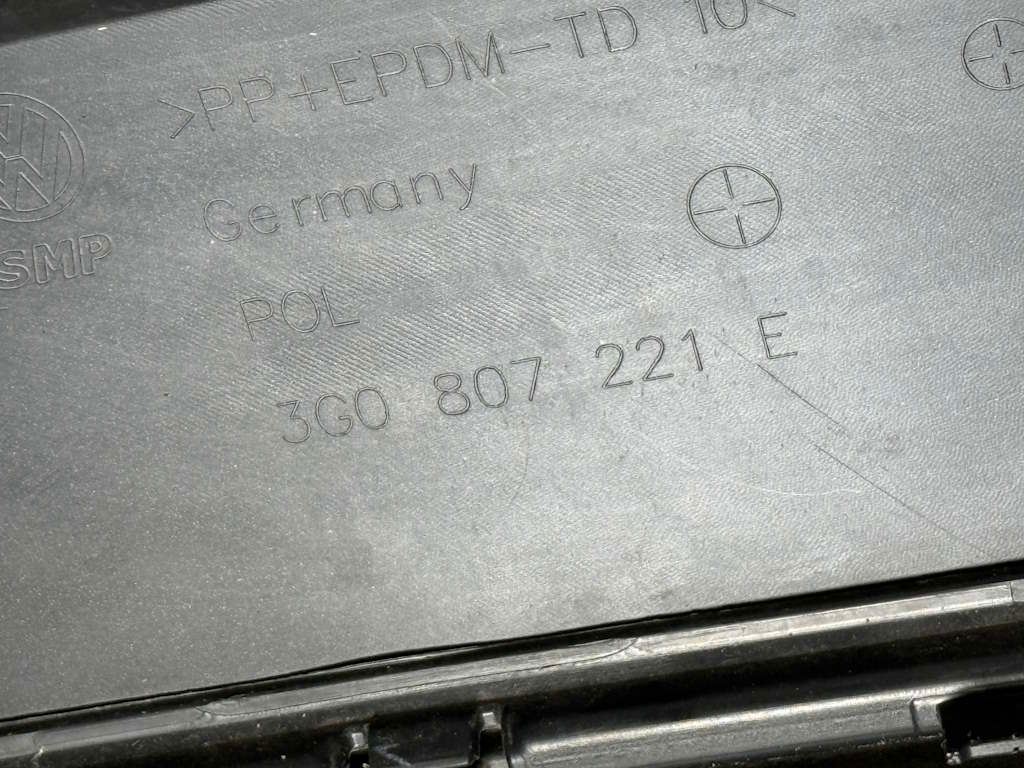 >PP+EPDM-TD 10<
Germany
SMP
POL
3G0 807 221 E